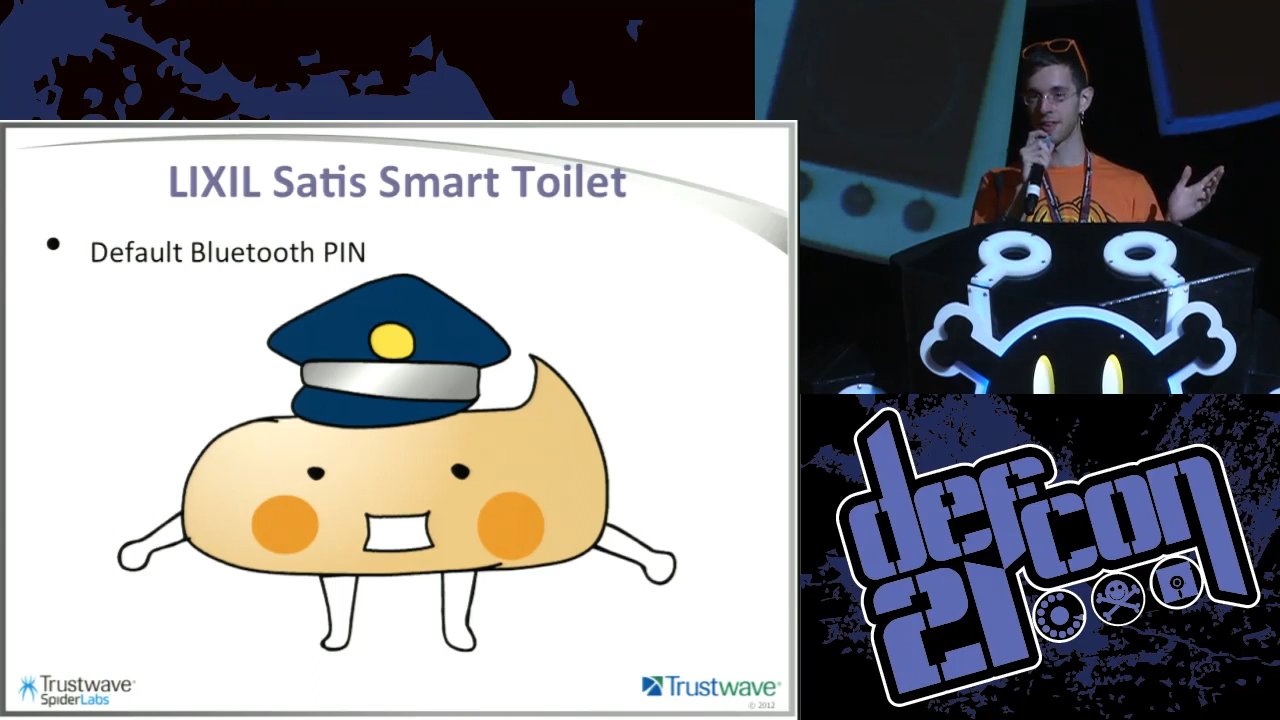 LIXIL Satis Smart Toilet
• Default Bluetooth PIN
Trustwave®
SpiderLabs
Trustwave®
© 2012
defcon
21